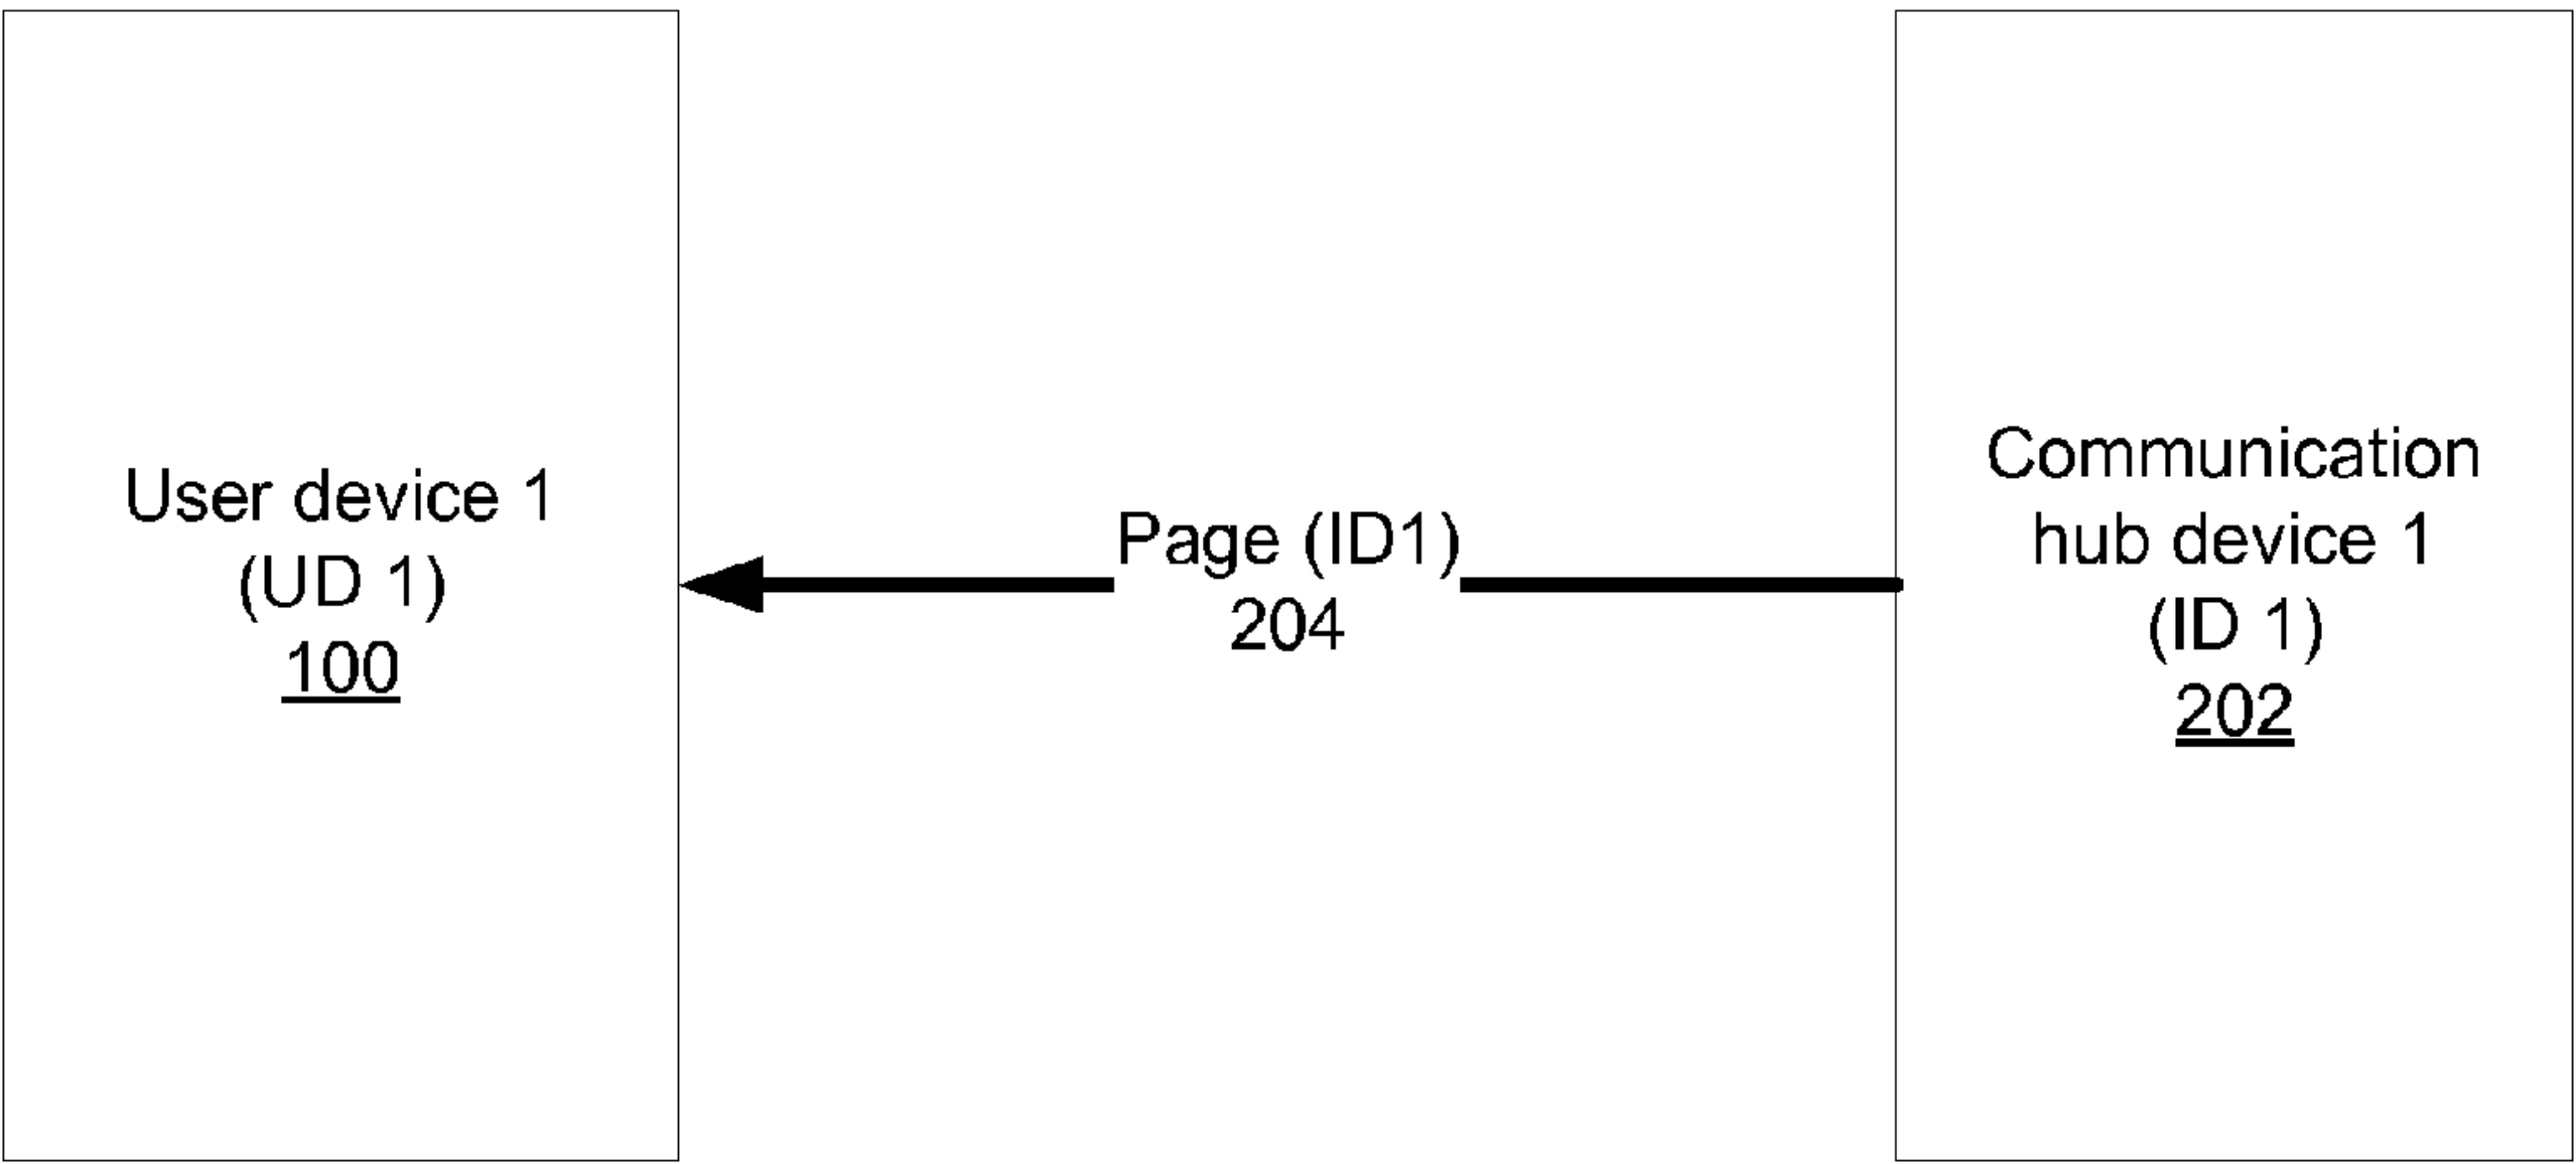 User device 1
(UD 1)
100
Page (ID1)
204
Communication
hub device 1
(ID 1)
202